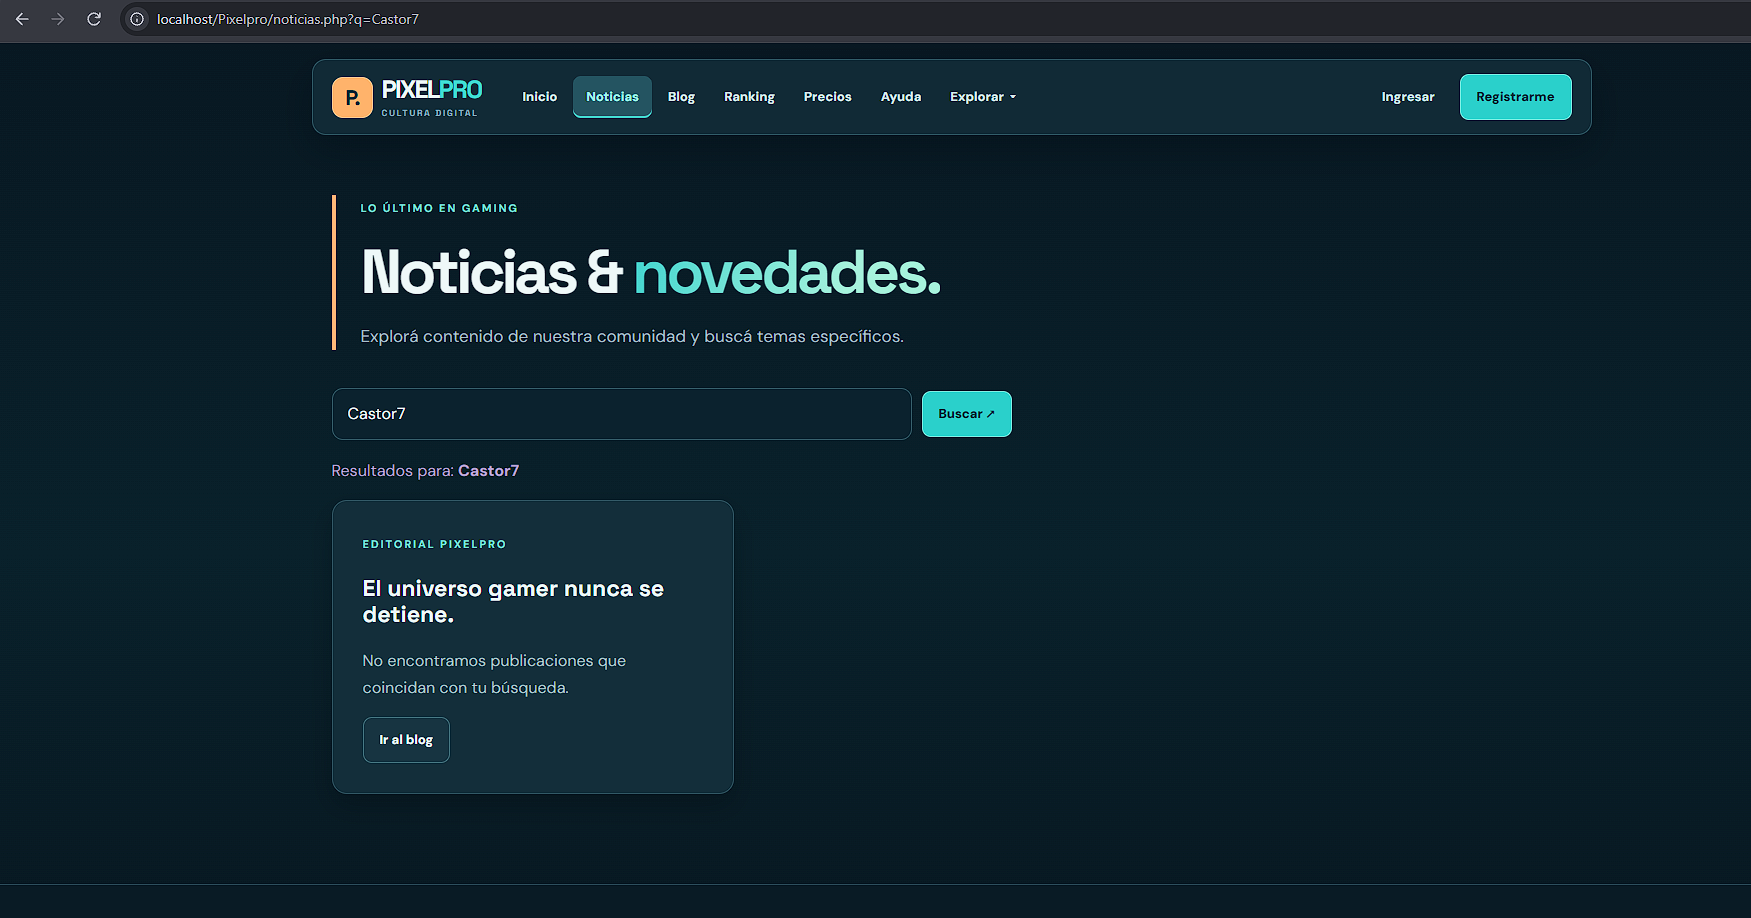 localhost/Pixelpro/noticias.php?q=Castor7
P. PIXELPRO
CULTURA DIGITAL
Inicio Noticias Blog Ranking Precios Ayuda Explorar Ingresar Registrarme
LO ÚLTIMO EN GAMING
Noticias & novedades.
Explorá contenido de nuestra comunidad y buscá temas específicos.
Castor7 Buscar ↗
Resultados para: Castor7
EDITORIAL PIXELPRO
El universo gamer nunca se
detiene.
No encontramos publicaciones que
coincidan con tu búsqueda.
Ir al blog